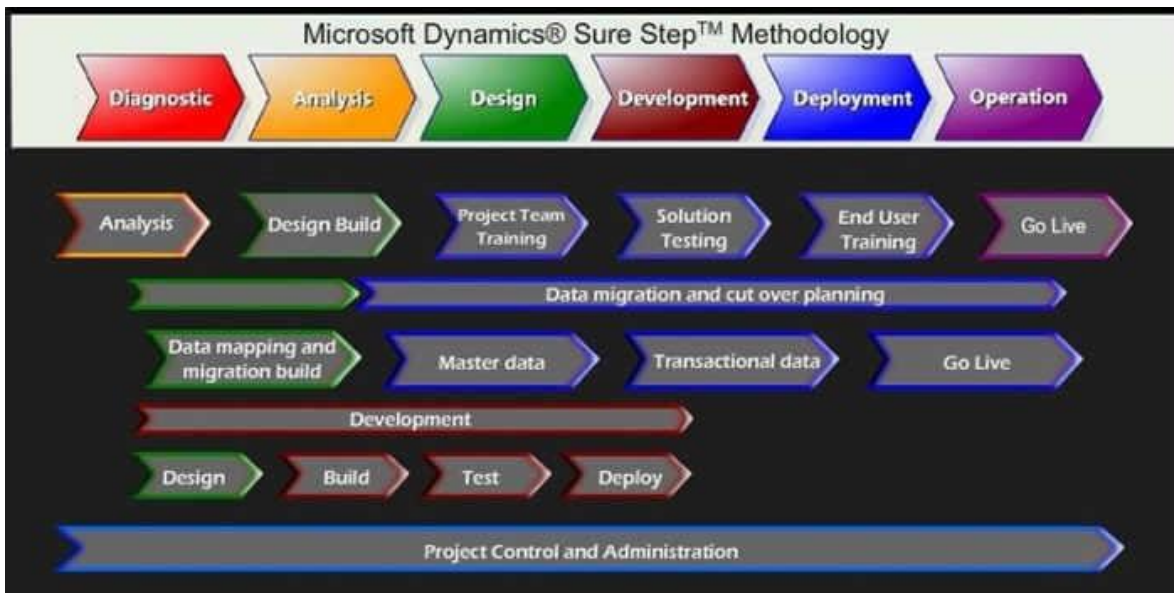 Microsoft Dynamics® Sure Step™ Methodology
Diagnostic
Analysis
Design
Development
Deployment
Operation
Analysis
Design Build
Project Team
Training
Solution
Testing
End User
Training
Go Live
Data migration and cut over planning
Data mapping and
migration build
Master data
Transactional data
Go Live
Development
Design
Build
Test
Deploy
Project Control and Administration